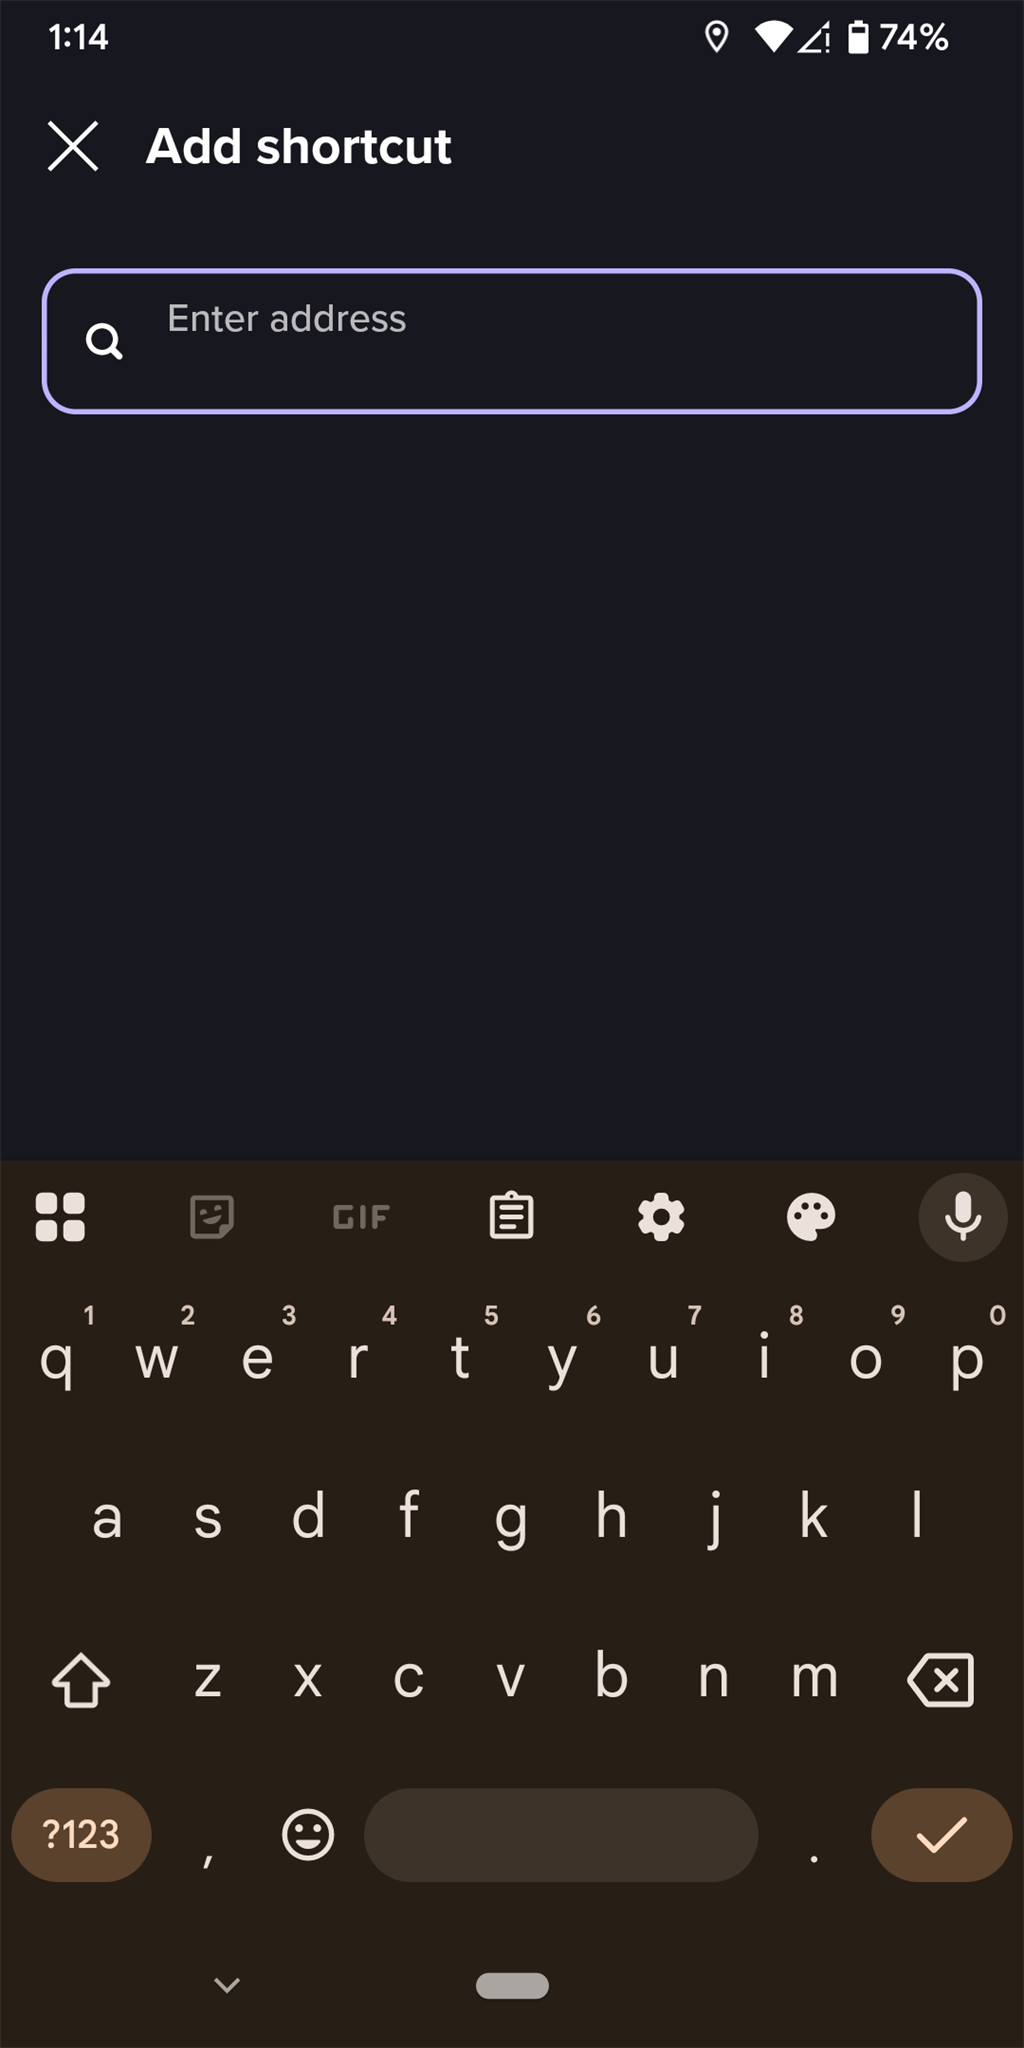 1:14
74%
Add shortcut
Enter address
GIF
1 2 3 4 5 6 7 8 9 0
q w e r t y u i o p
a s d f g h j k l
z x c v b n m
?123 , .